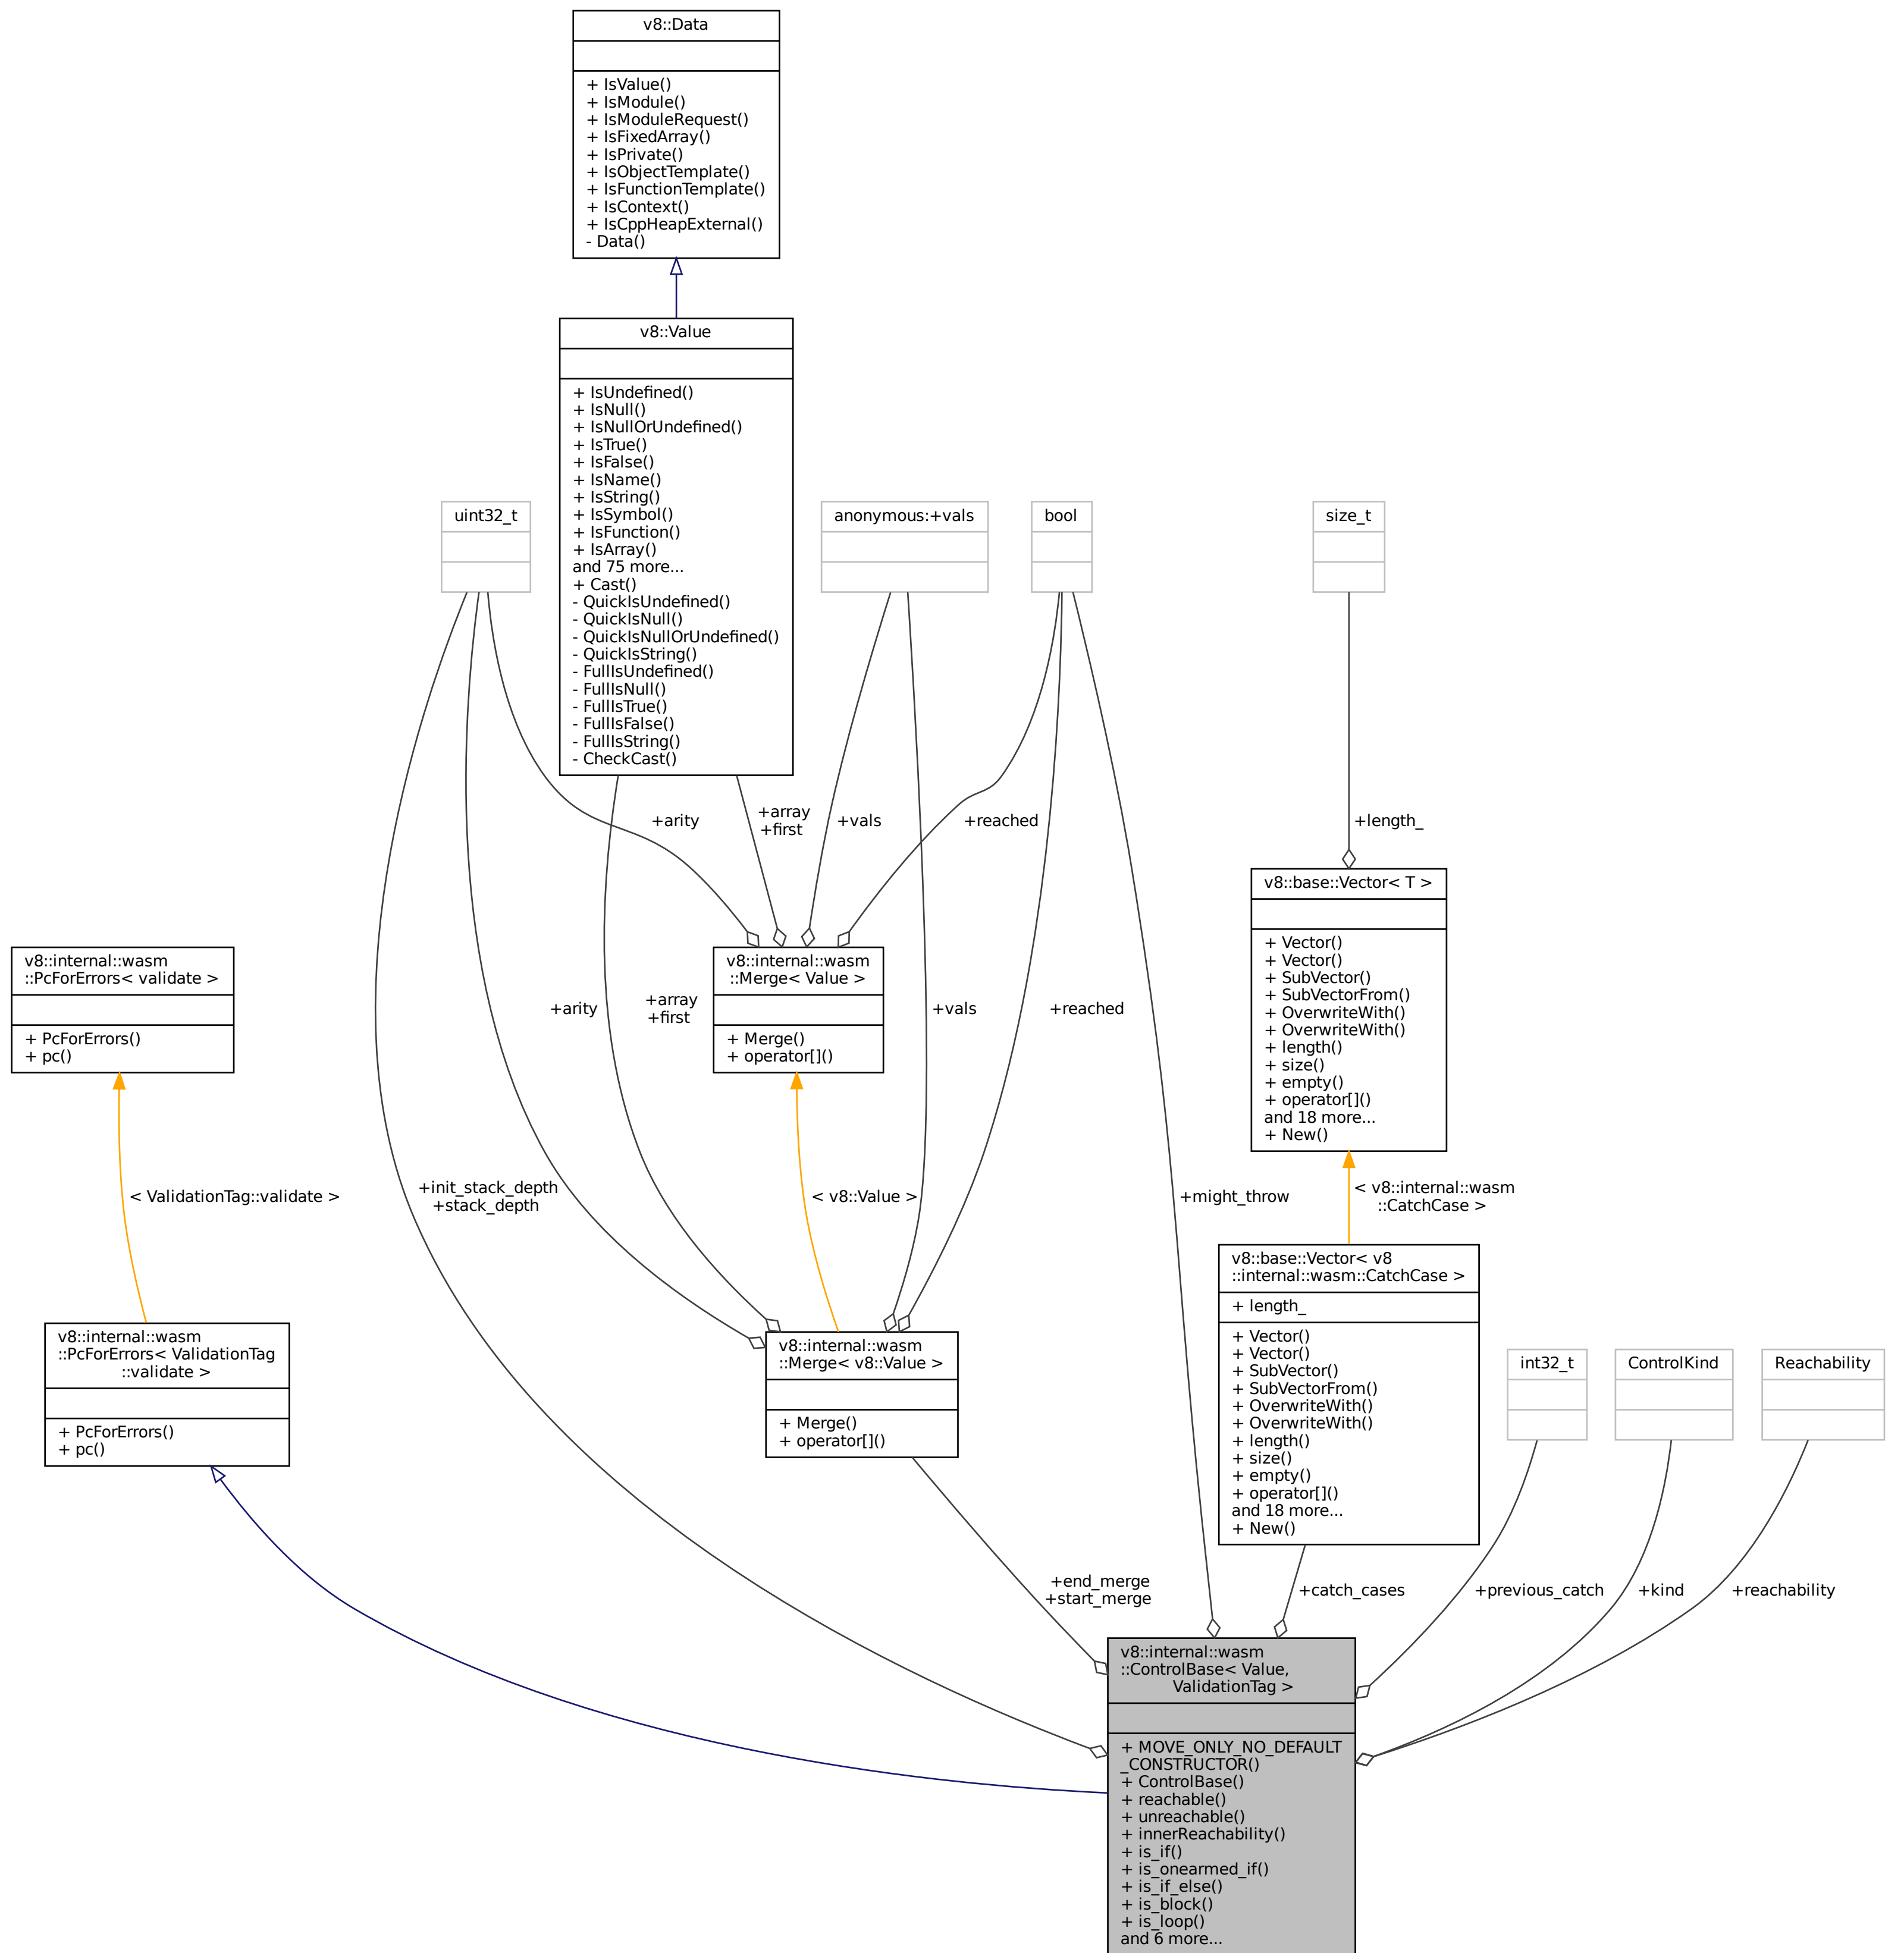 v8::Data
+ IsValue()
+ IsModule()
+ IsModuleRequest()
+ IsFixedArray()
+ IsPrivate()
+ IsObjectTemplate()
+ IsFunctionTemplate()
+ IsContext()
+ IsCppHeapExternal()
- Data()
v8::Value
+ IsUndefined()
+ IsNull()
+ IsNullOrUndefined()
+ IsTrue()
+ IsFalse()
+ IsName()
+ IsString()
+ IsSymbol()
+ IsFunction()
+ IsArray()
and 75 more...
+ Cast()
- QuickIsUndefined()
- QuickIsNull()
- QuickIsNullOrUndefined()
- QuickIsString()
- FullIsUndefined()
- FullIsNull()
- FullIsTrue()
- FullIsFalse()
- FullIsString()
- CheckCast()
uint32_t
anonymous:+vals
bool
size_t
+arity
+array
+first
+vals
+reached
+length_
v8::base::Vector< T >
+ Vector()
+ Vector()
+ SubVector()
+ SubVectorFrom()
+ OverwriteWith()
+ OverwriteWith()
+ length()
+ size()
+ empty()
+ operator[]()
and 18 more...
+ New()
v8::internal::wasm
::PcForErrors< validate >
+ PcForErrors()
+ pc()
+arity
+array
+first
v8::internal::wasm
::Merge< Value >
+ Merge()
+ operator[]()
+vals
+reached
< ValidationTag::validate >
+init_stack_depth
+stack_depth
< v8::Value >
+might_throw
< v8::internal::wasm
::CatchCase >
v8::internal::wasm
::PcForErrors< ValidationTag
::validate >
+ PcForErrors()
+ pc()
v8::internal::wasm
::Merge< v8::Value >
+ Merge()
+ operator[]()
v8::base::Vector< v8
::internal::wasm::CatchCase >
+ length_
+ Vector()
+ Vector()
+ SubVector()
+ SubVectorFrom()
+ OverwriteWith()
+ OverwriteWith()
+ length()
+ size()
+ empty()
+ operator[]()
and 18 more...
+ New()
int32_t
ControlKind
Reachability
+end_merge
+start_merge
+catch_cases
+previous_catch
+kind
+reachability
v8::internal::wasm
::ControlBase< Value,
ValidationTag >
+ MOVE_ONLY_NO_DEFAULT
_CONSTRUCTOR()
+ ControlBase()
+ reachable()
+ unreachable()
+ innerReachability()
+ is_if()
+ is_onearmed_if()
+ is_if_else()
+ is_block()
+ is_loop()
and 6 more...